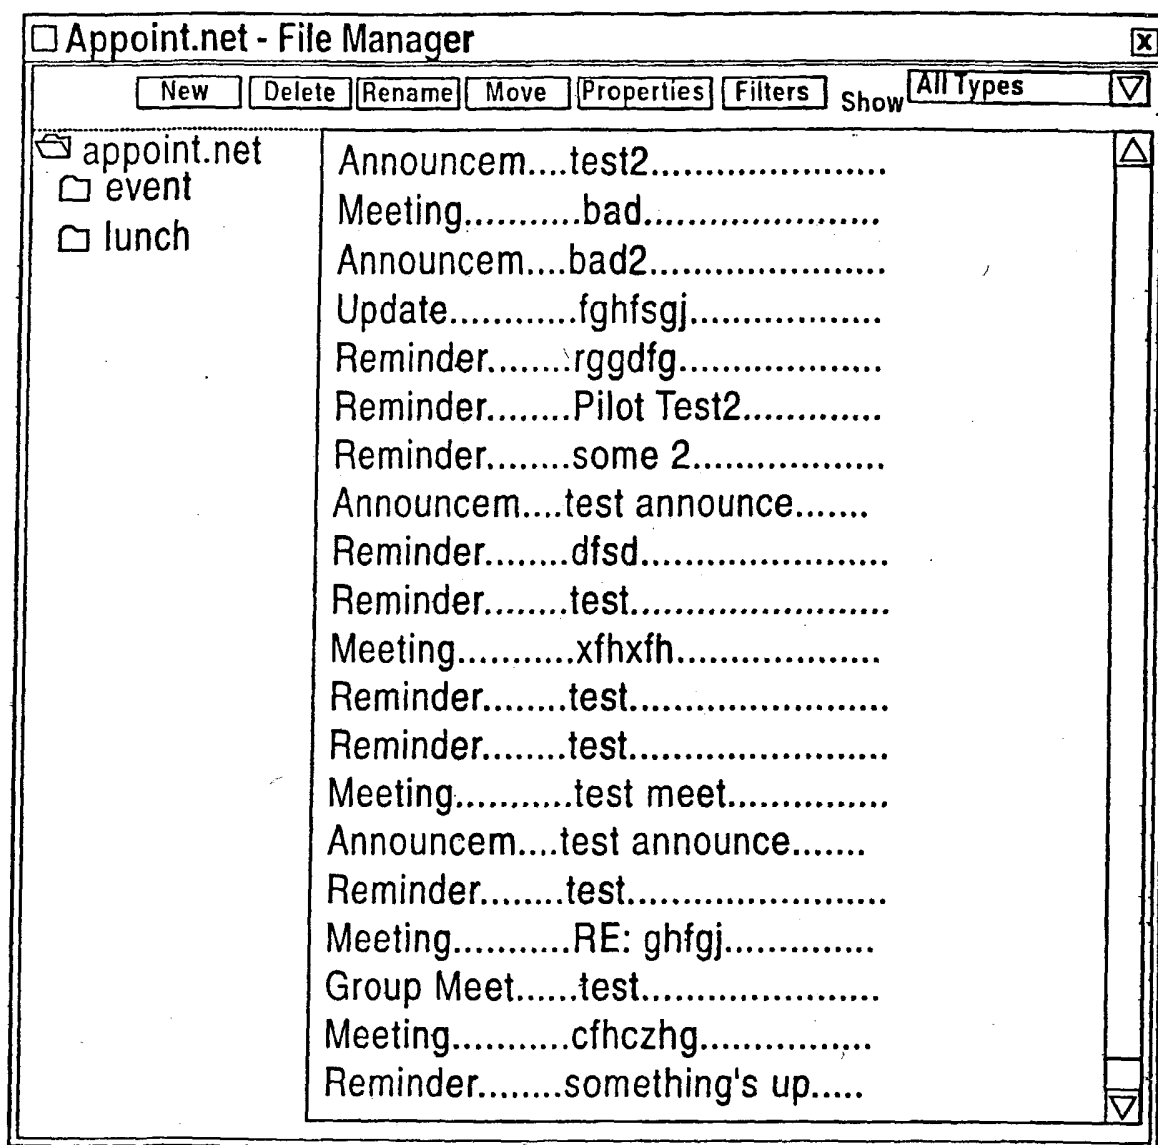 Appoint.net - File Manager x
New Delete Rename Move Properties Filters Show All Types
appoint.net
event
lunch
Announcem....test2......................
Meeting...........bad......................
Announcem....bad2......................
Update............fghfsgj..................
Reminder........rggdfg...................
Reminder........Pilot Test2.............
Reminder........some 2..................
Announcem....test announce.......
Reminder........dfsd.......................
Reminder........test........................
Meeting...........xfhxfh...................
Reminder........test........................
Reminder........test........................
Meeting...........test meet...............
Announcem....test announce.......
Reminder........test........................
Meeting...........RE: ghfgj..............
Group Meet......test......................
Meeting...........cfhczhg................
Reminder........something's up.....